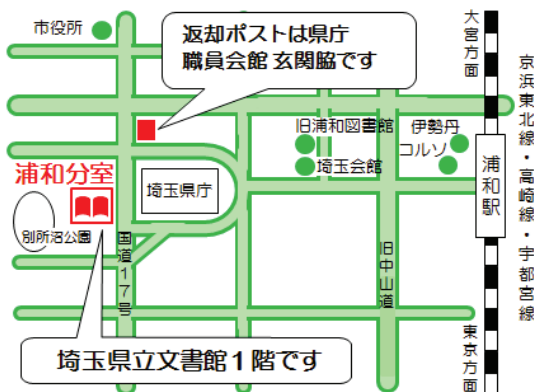 市役所
返却ポストは県庁
職員会館 玄関脇です
大宮方面
京浜東北線・高崎線・宇都宮線
旧浦和図書館
伊勢丹
コルソ
埼玉会館
浦和駅
浦和分室
埼玉県庁
別所沼公園
国道17号
旧中山道
埼玉県立文書館1階です
東京方面